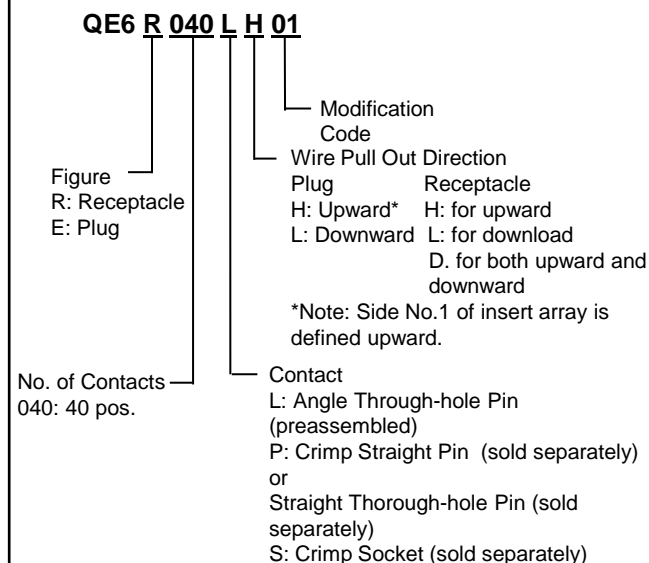 QE6 R 040 L H 01
Modification
Code
Wire Pull Out Direction
Plug Receptacle
H: Upward* H: for upward
L: Downward L: for download
D. for both upward and
downward
*Note: Side No.1 of insert array is
defined upward.
Figure
R: Receptacle
E: Plug
No. of Contacts
040: 40 pos.
Contact
L: Angle Through-hole Pin
(preassembled)
P: Crimp Straight Pin (sold separately)
or
Straight Thorough-hole Pin (sold
separately)
S: Crimp Socket (sold separately)